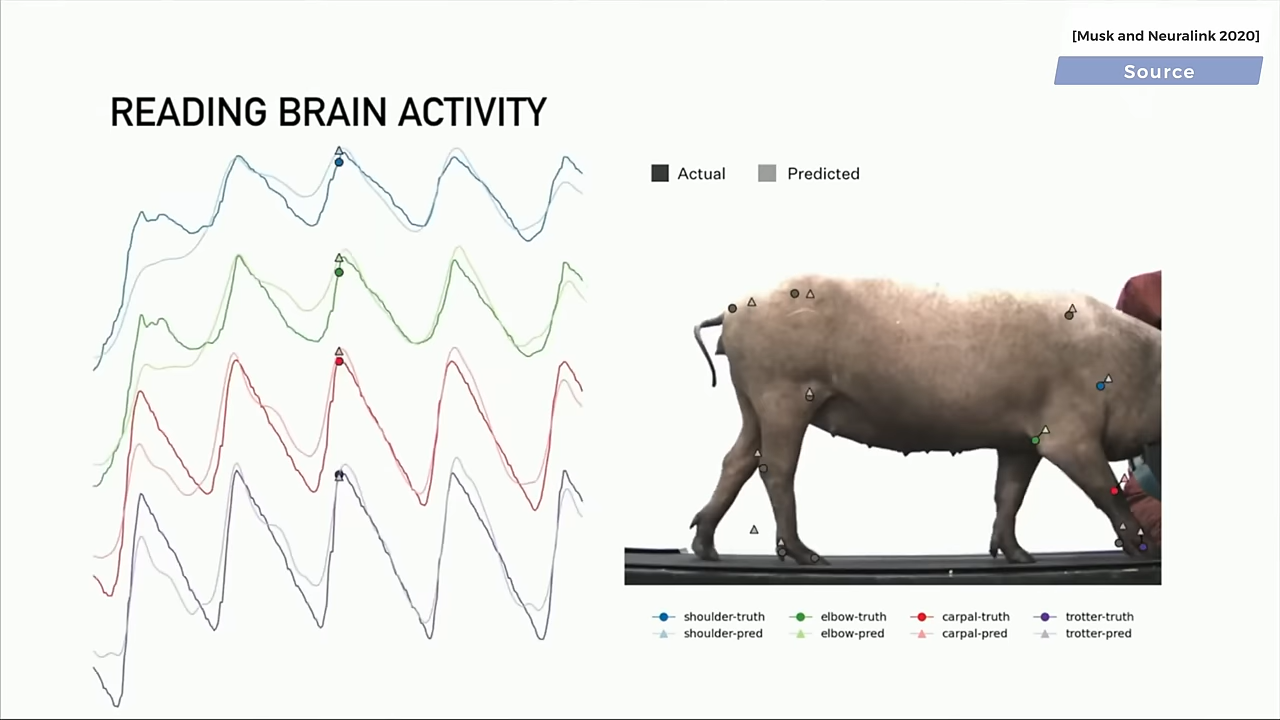 [Musk and Neuralink 2020]
Source
READING BRAIN ACTIVITY
Actual Predicted
shoulder-truth elbow-truth carpal-truth trotter-truth
shoulder-pred elbow-pred carpal-pred trotter-pred